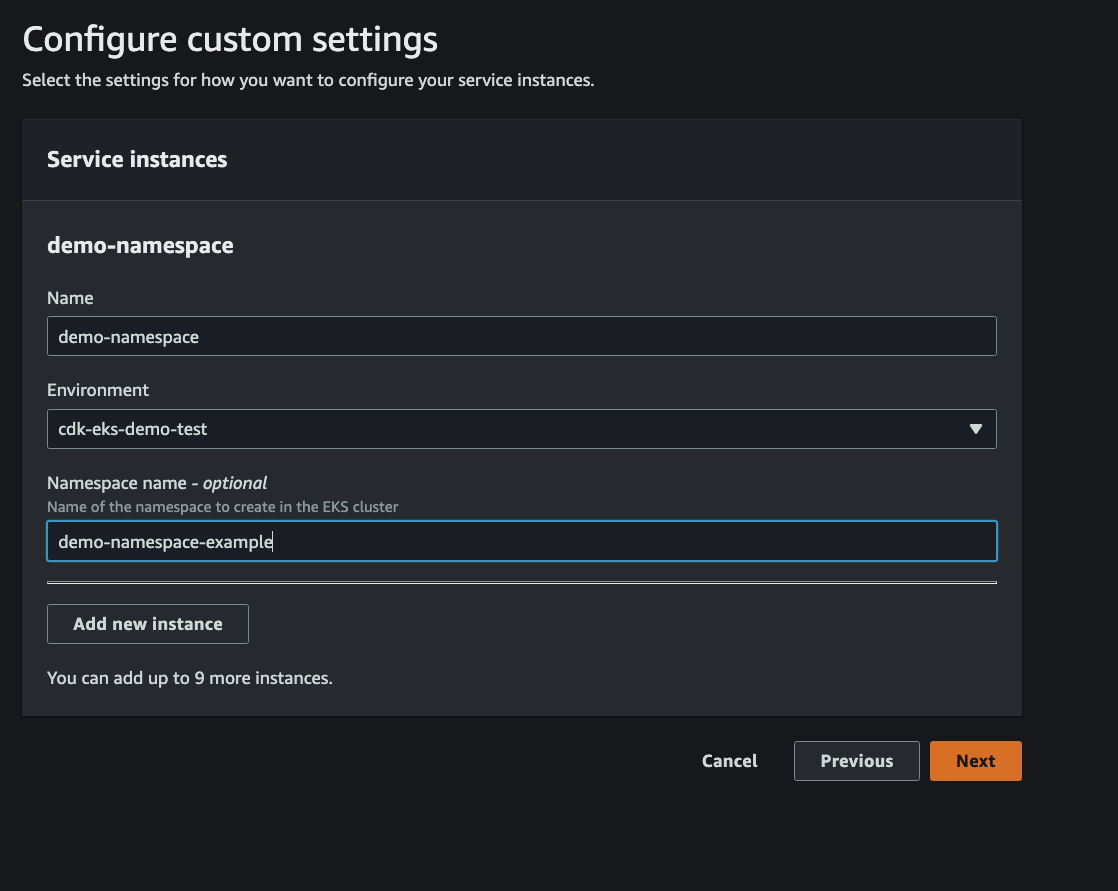 Configure custom settings
Select the settings for how you want to configure your service instances.
Service instances
demo-namespace
Name
demo-namespace
Environment
cdk-eks-demo-test
Namespace name - optional
Name of the namespace to create in the EKS cluster
demo-namespace-example
Add new instance
You can add up to 9 more instances.
Cancel Previous Next